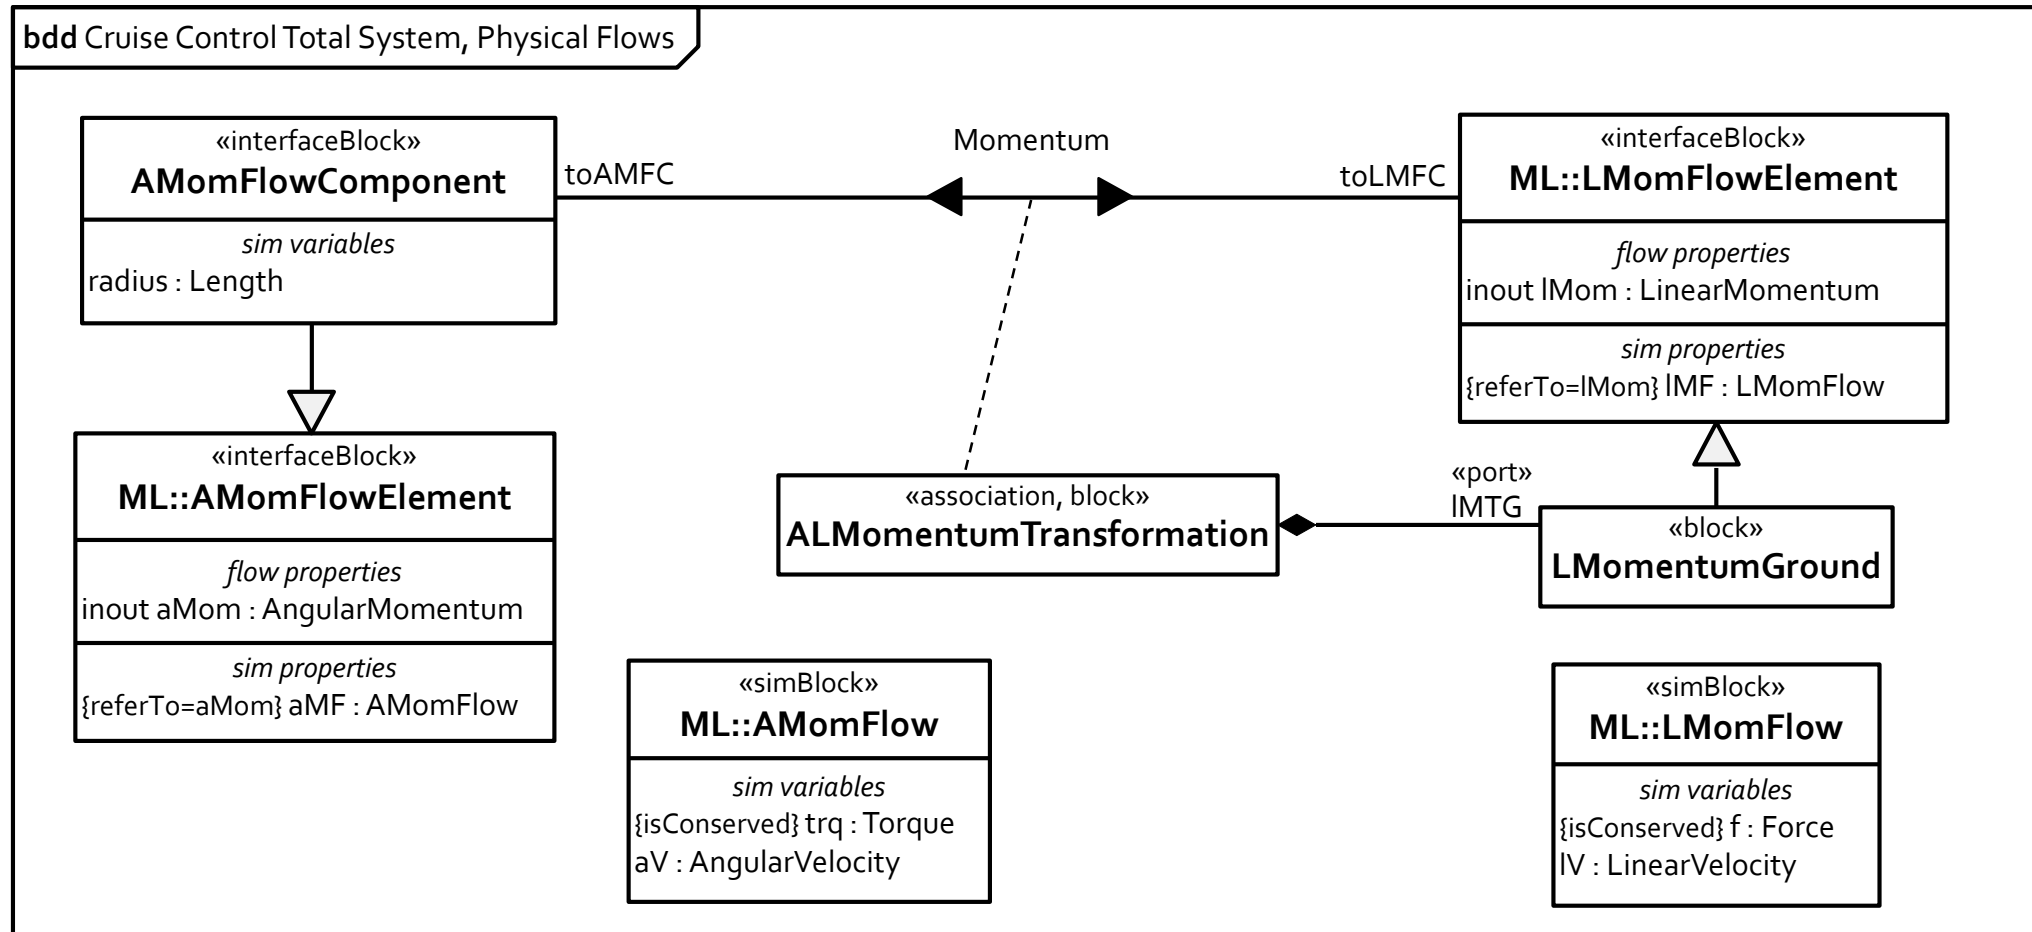 bdd Cruise Control Total System, Physical Flows
«interfaceBlock»
AMomFlowComponent
sim variables
radius : Length
toAMFC
Momentum
toLMFC
«interfaceBlock»
ML::LMomFlowElement
flow properties
inout lMom : LinearMomentum
sim properties
{referTo=lMom} lMF : LMomFlow
«interfaceBlock»
ML::AMomFlowElement
flow properties
inout aMom : AngularMomentum
sim properties
{referTo=aMom} aMF : AMomFlow
«association, block»
ALMomentumTransformation
«port»
lMTG
«block»
LMomentumGround
«simBlock»
ML::AMomFlow
sim variables
{isConserved} trq : Torque
aV : AngularVelocity
«simBlock»
ML::LMomFlow
sim variables
{isConserved} f : Force
lV : LinearVelocity